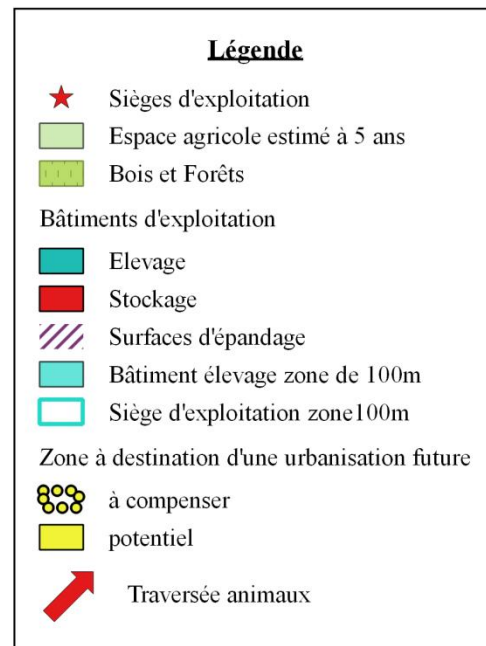 Légende
Sièges d'exploitation
Espace agricole estimé à 5 ans
Bois et Forêts
Bâtiments d'exploitation
Elevage
Stockage
Surfaces d'épandage
Bâtiment élevage zone de 100m
Siège d'exploitation zone100m
Zone à destination d'une urbanisation future
à compenser
potentiel
Traversée animaux